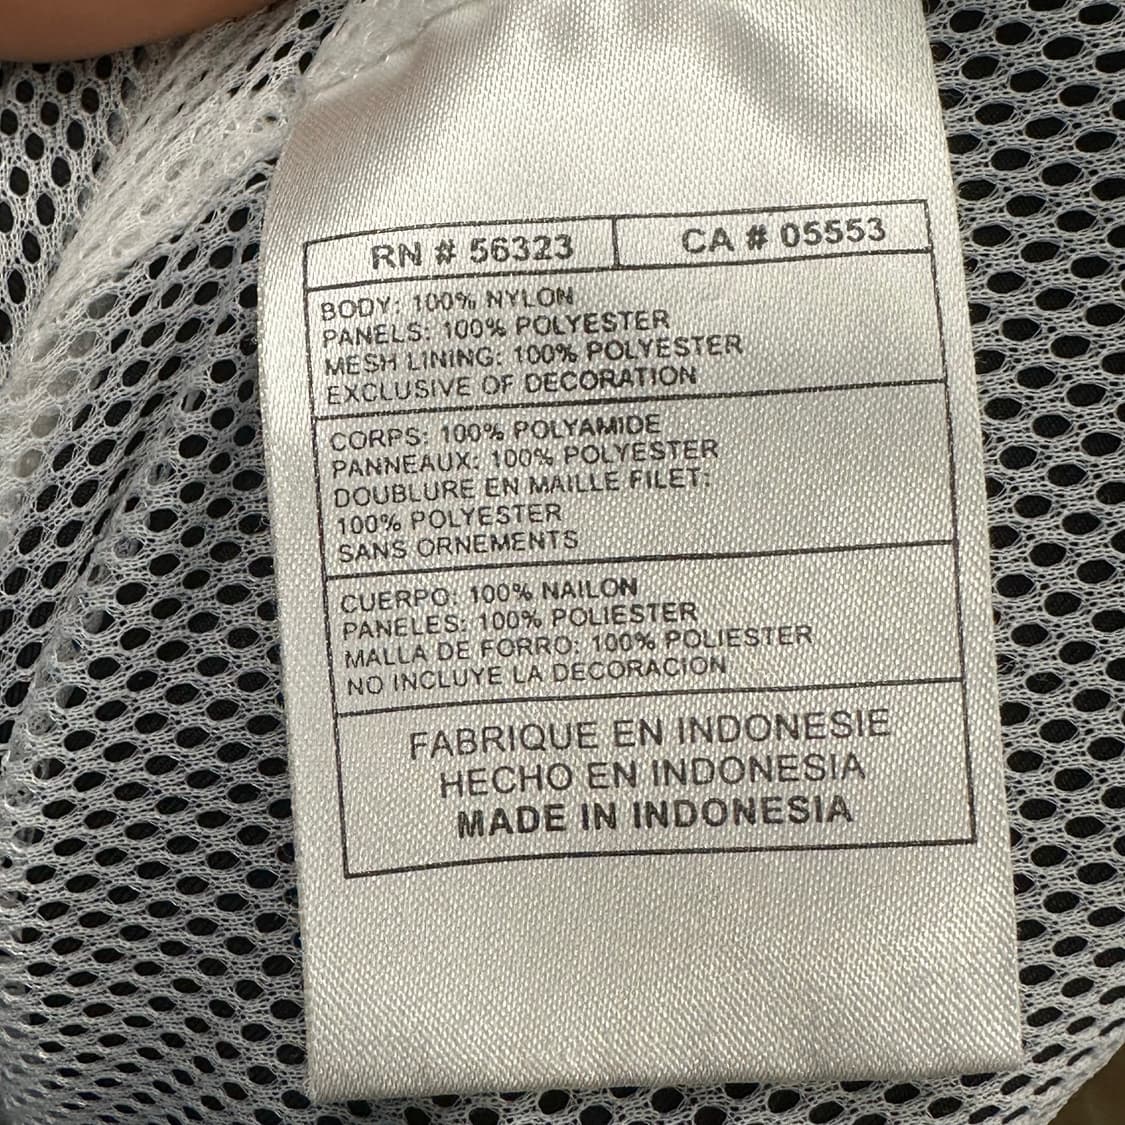 RN # 56323
CA # 05553
BODY: 100% NYLON
PANELS: 100% POLYESTER
MESH LINING: 100% POLYESTER
EXCLUSIVE OF DECORATION
CORPS: 100% POLYAMIDE
PANNEAUX: 100% POLYESTER
DOUBLURE EN MAILLE FILET:
100% POLYESTER
SANS ORNEMENTS
CUERPO: 100% NAILON
PANELES: 100% POLIESTER
MALLA DE FORRO: 100% POLIESTER
NO INCLUYE LA DECORACION
FABRIQUE EN INDONESIE
HECHO EN INDONESIA
MADE IN INDONESIA